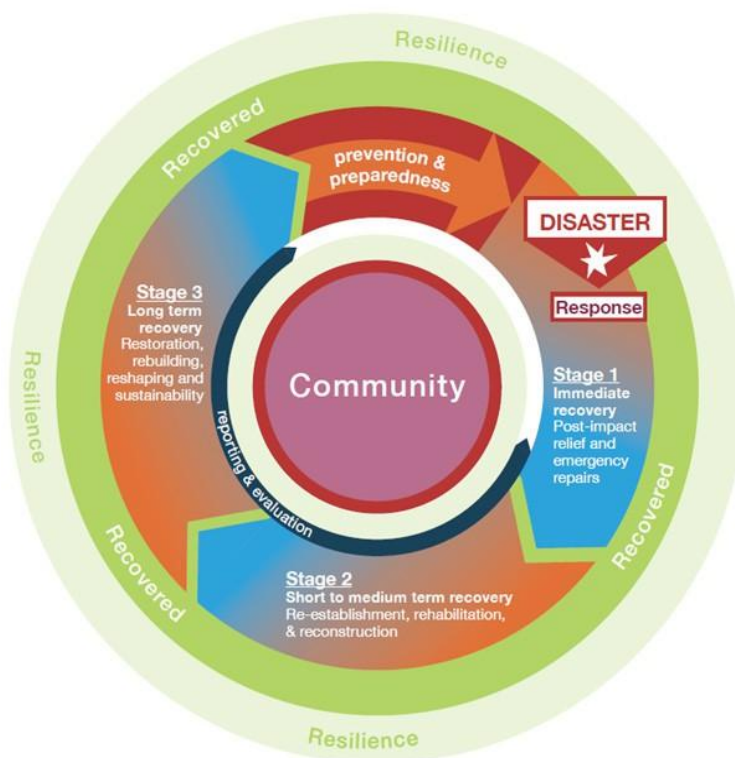 Resilience
Recovered
prevention &
preparedness
DISASTER
Response
Stage 1
Immediate
recovery
Post-impact
relief and
emergency
repairs
Recovered
Stage 2
Short to medium term recovery
Re-establishment, rehabilitation,
& reconstruction
Recovered
Stage 3
Long term
recovery
Restoration,
rebuilding,
reshaping and
sustainability
reporting & evaluation
Community
Resilience
Resilience